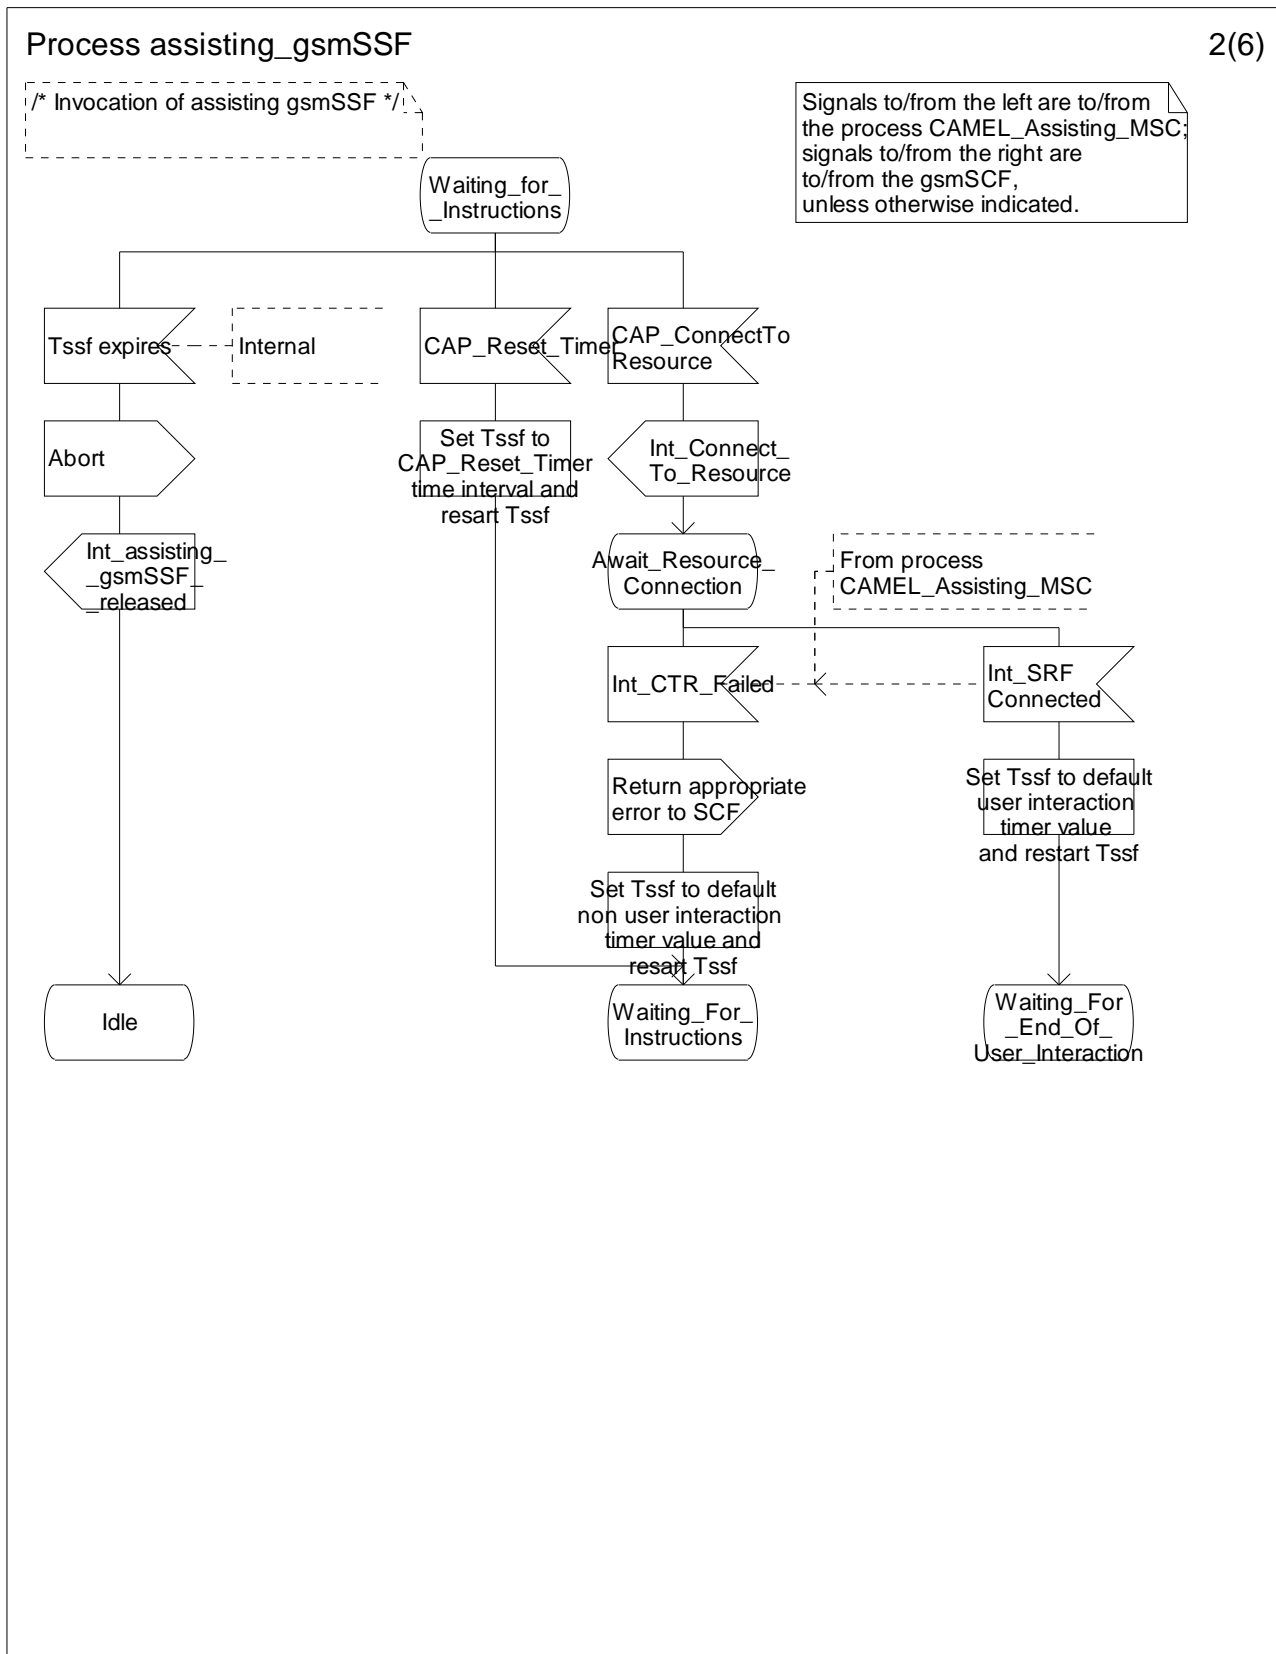 Process assisting_gsmSSF
2(6)
/* Invocation of assisting gsmSSF */
Signals to/from the left are to/from
the process CAMEL_Assisting_MSC;
signals to/from the right are
to/from the gsmSCF,
unless otherwise indicated.
Waiting_for_
_Instructions
Tssf expires
Internal
CAP_Reset_Timer
CAP_ConnectTo
Resource
Abort
Set Tssf to
CAP_Reset_Timer
time interval and
resart Tssf
Int_Connect_
To_Resource
Int_assisting_
_gsmSSF_
_released
Await_Resource_
Connection
From process
CAMEL_Assisting_MSC
Int_CTR_Failed
Int_SRF
Connected
Return appropriate
error to SCF
Set Tssf to default
user interaction
timer value
and restart Tssf
Set Tssf to default
non user interaction
timer value and
resart Tssf
Idle
Waiting_For_
Instructions
Waiting_For
_End_Of_
User_Interaction